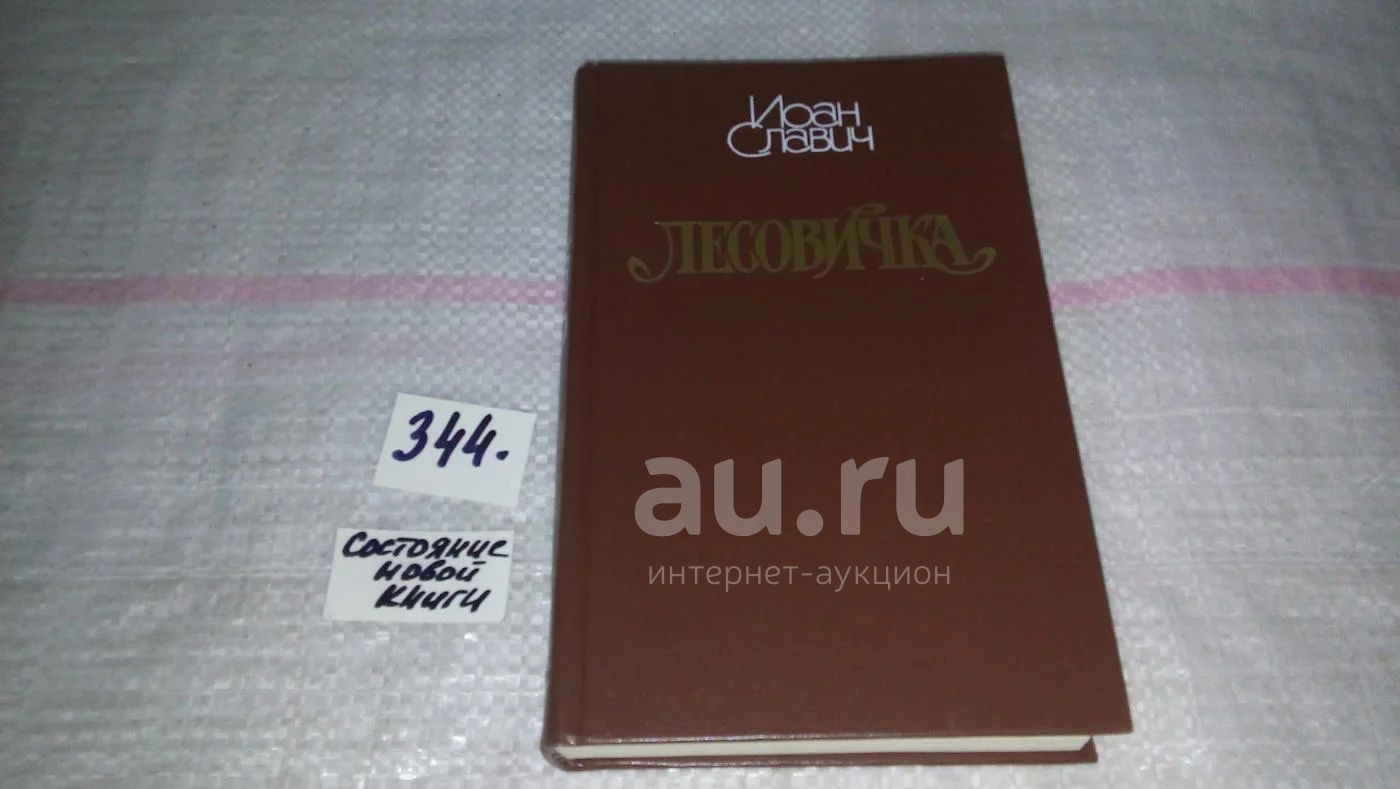 Иоан
Славич
ЛЕСОВИЧКА
344.
Состояние
новой
книги
au.ru
интернет-аукцион